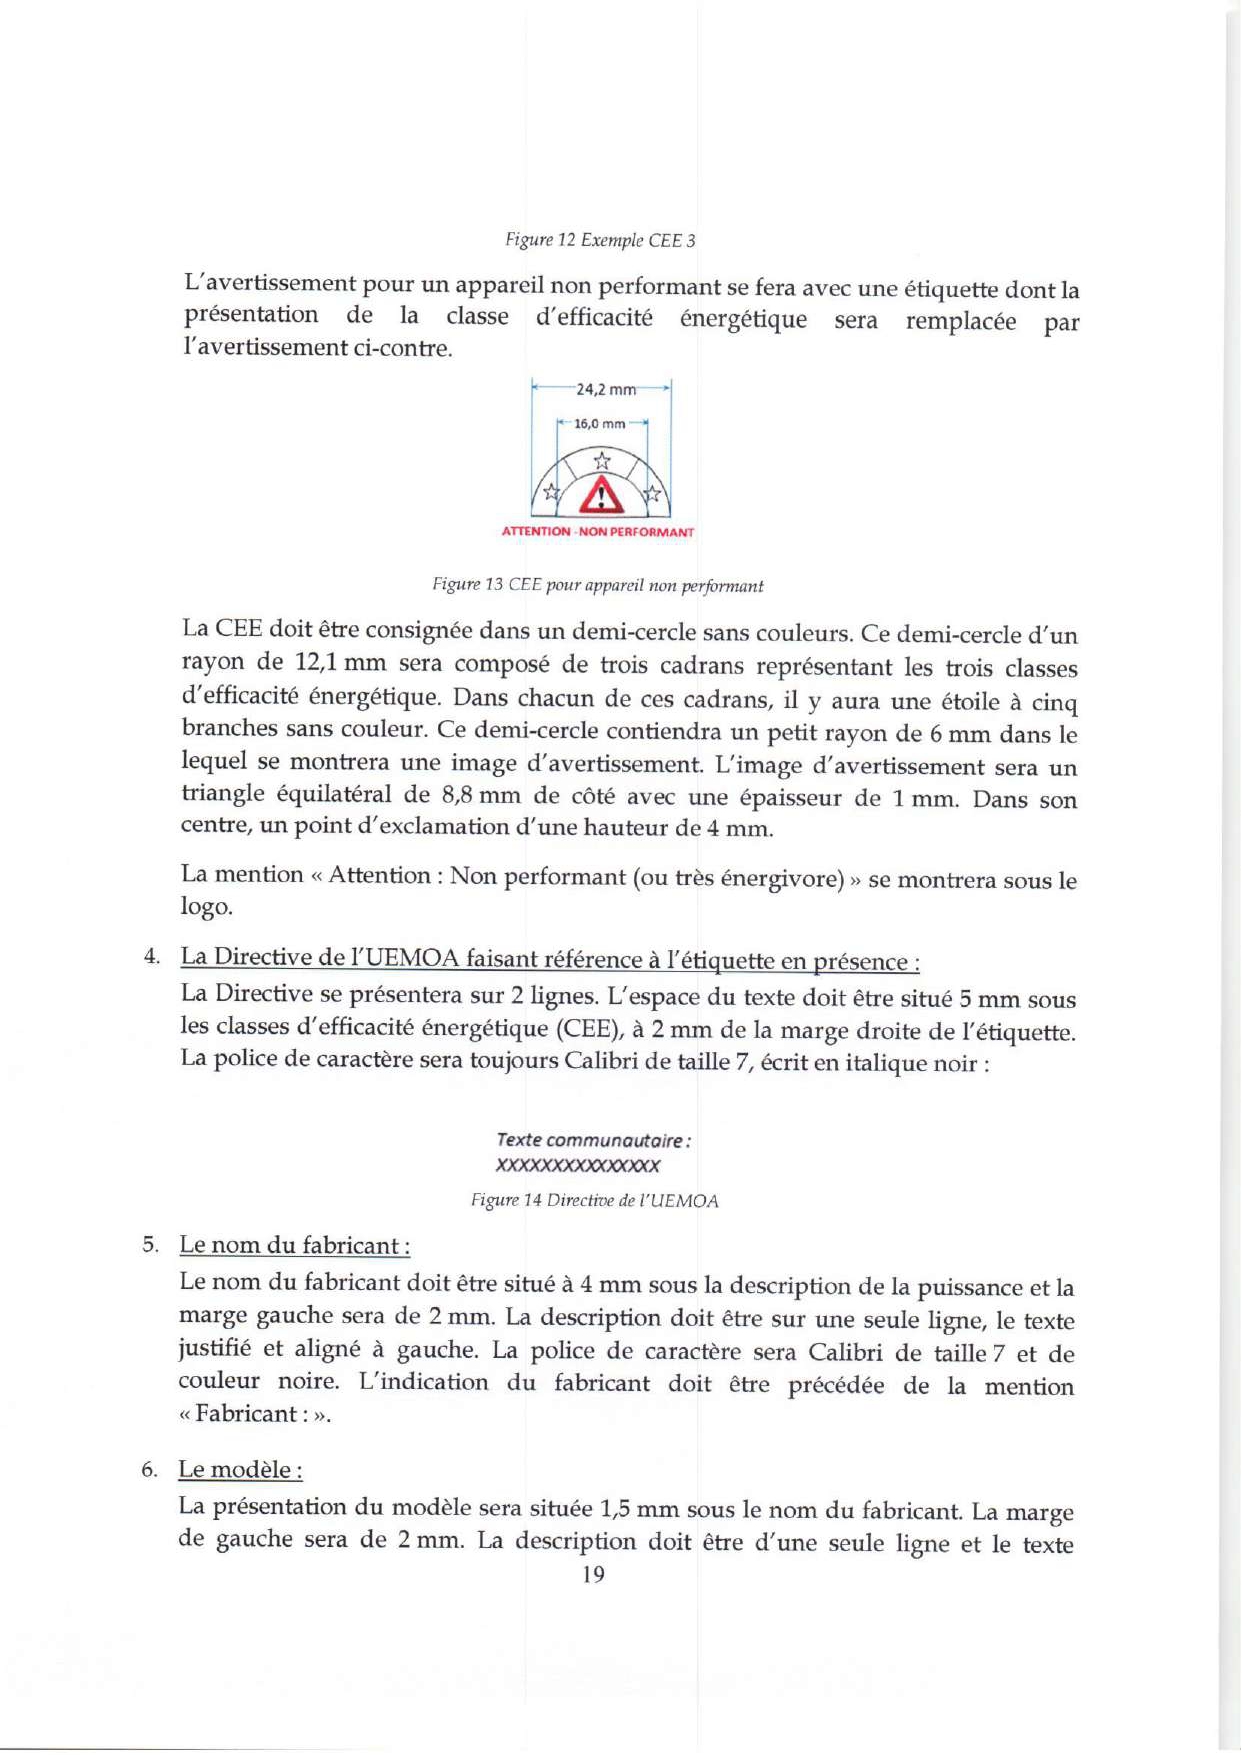 Figure 12 Exemple CEE 3
L'avertissement pour un appareil non performant se fera avec une étiquette dont la
présentation de la classe d'efficacité énergétique sera remplacée par
l'avertissement ci-contre.
24,2 mm
16,0 mm
ATTENTION - NON PERFORMANT
Figure 13 CEE pour appareil non performant
La CEE doit être consignée dans un demi-cercle sans couleurs. Ce demi-cercle d'un
rayon de 12,1 mm sera composé de trois cadrans représentant les trois classes
d'efficacité énergétique. Dans chacun de ces cadrans, il y aura une étoile à cinq
branches sans couleur. Ce demi-cercle contiendra un petit rayon de 6 mm dans le
lequel se montrera une image d'avertissement. L'image d'avertissement sera un
triangle équilatéral de 8,8 mm de côté avec une épaisseur de 1 mm. Dans son
centre, un point d'exclamation d'une hauteur de 4 mm.
La mention « Attention : Non performant (ou très énergivore) » se montrera sous le
logo.
4. La Directive de l'UEMOA faisant référence à l'étiquette en présence :
La Directive se présentera sur 2 lignes. L'espace du texte doit être situé 5 mm sous
les classes d'efficacité énergétique (CEE), à 2 mm de la marge droite de l'étiquette.
La police de caractère sera toujours Calibri de taille 7, écrit en italique noir :
Texte communautaire :
XXXXXXXXXXXXXXX
Figure 14 Directive de l'UEMOA
5. Le nom du fabricant :
Le nom du fabricant doit être situé à 4 mm sous la description de la puissance et la
marge gauche sera de 2 mm. La description doit être sur une seule ligne, le texte
justifié et aligné à gauche. La police de caractère sera Calibri de taille 7 et de
couleur noire. L'indication du fabricant doit être précédée de la mention
« Fabricant : ».
6. Le modèle :
La présentation du modèle sera située 1,5 mm sous le nom du fabricant. La marge
de gauche sera de 2 mm. La description doit être d'une seule ligne et le texte
19